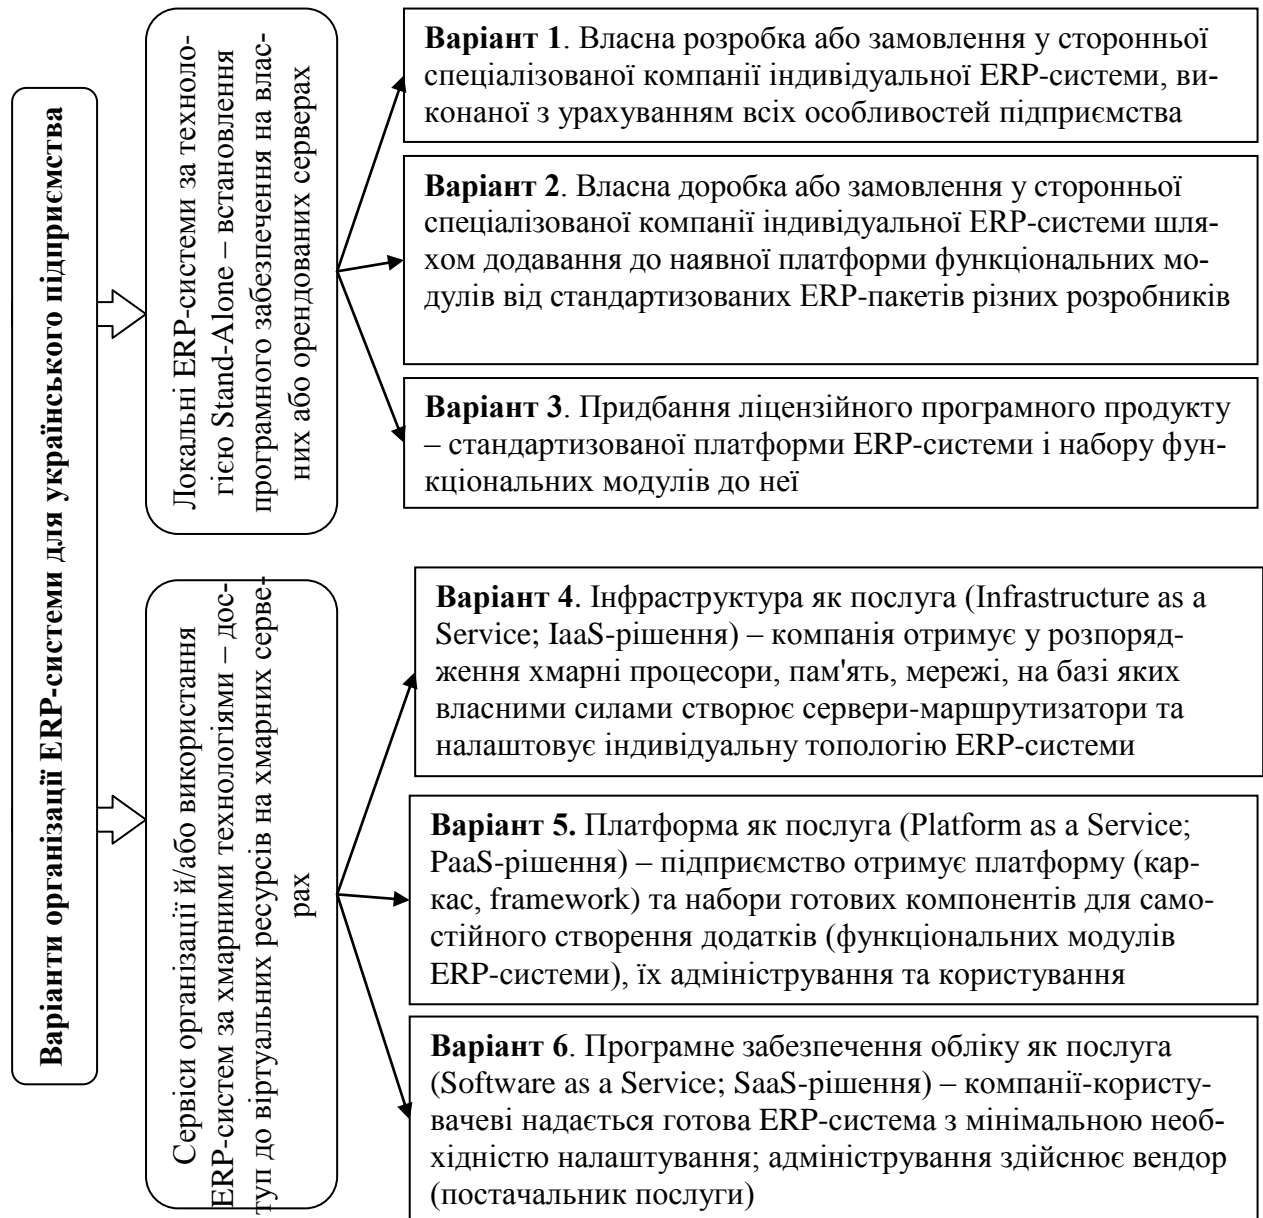 Варіанти організації ERP-системи для українського підприємства
Локальні ERP-системи за техноло-
гією Stand-Alone – встановлення
програмного забезпечення на влас-
них або орендованих серверах
Варіант 1. Власна розробка або замовлення у сторонньої
спеціалізованої компанії індивідуальної ERP-системи, ви-
конаної з урахуванням всіх особливостей підприємства
Варіант 2. Власна доробка або замовлення у сторонньої
спеціалізованої компанії індивідуальної ERP-системи шля-
хом додавання до наявної платформи функціональних мо-
дулів від стандартизованих ERP-пакетів різних розробників
Варіант 3. Придбання ліцензійного програмного продукту
– стандартизованої платформи ERP-системи і набору фун-
кціональних модулів до неї
Сервіси організації й/або використання
ERP-систем за хмарними технологіями – дос-
туп до віртуальних ресурсів на хмарних серве-
рах
Варіант 4. Інфраструктура як послуга (Infrastructure as a
Service; IaaS-рішення) – компанія отримує у розпоряд-
ження хмарні процесори, пам'ять, мережі, на базі яких
власними силами створює сервери-маршрутизатори та
налаштовує індивідуальну топологію ERP-системи
Варіант 5. Платформа як послуга (Platform as a Service;
PaaS-рішення) – підприємство отримує платформу (кар-
кас, framework) та набори готових компонентів для само-
стійного створення додатків (функціональних модулів
ERP-системи), їх адміністрування та користування
Варіант 6. Програмне забезпечення обліку як послуга
(Software as a Service; SaaS-рішення) – компанії-користу-
вачеві надається готова ERP-система з мінімальною необ-
хідністю налаштування; адміністрування здійснює вендор
(постачальник послуги)